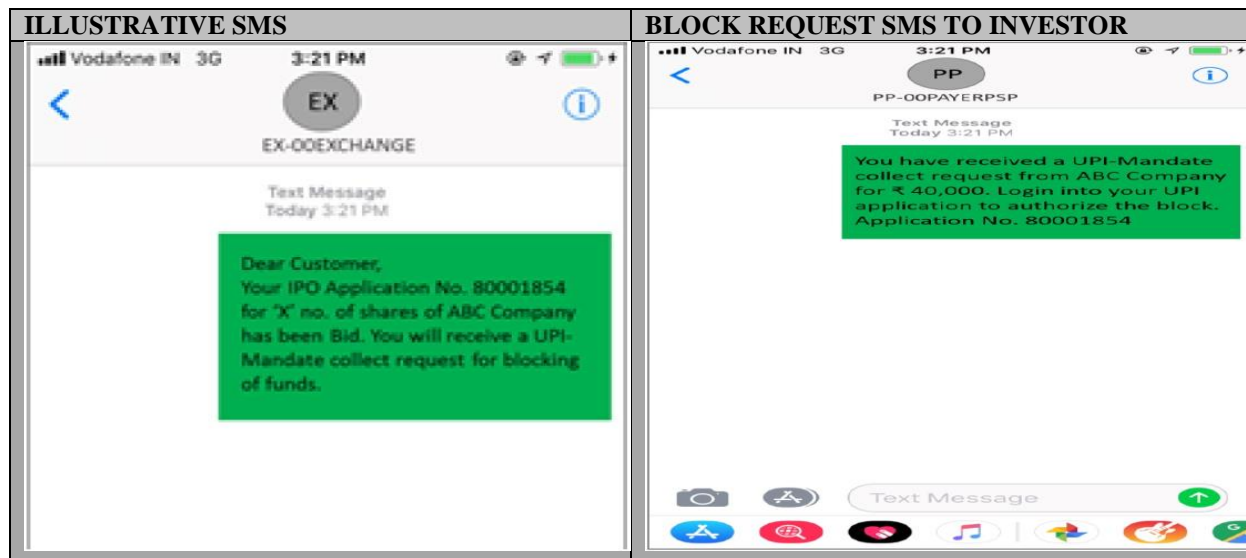 ILLUSTRATIVE SMS
Vodafone IN 3G 3:21 PM
EX
EX-00EXCHANGE
Text Message
Today 3:21 PM
Dear Customer,
Your IPO Application No. 80001854
for 'X' no. of shares of ABC Company
has been Bid. You will receive a UPI-
Mandate collect request for blocking
of funds.
BLOCK REQUEST SMS TO INVESTOR
Vodafone IN 3G 3:21 PM
PP
PP-00PAYERPSP
Text Message
Today 3:21 PM
You have received a UPI-Mandate
collect request from ABC Company
for ₹ 40,000. Login into your UPI
application to authorize the block.
Application No. 80001854
Text Message